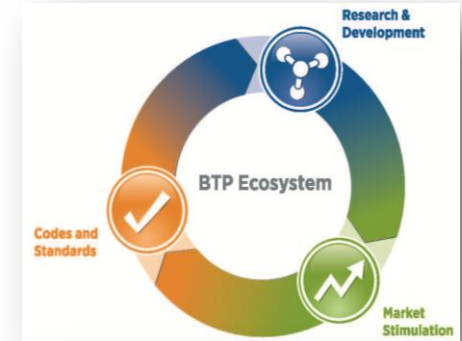 Research &
Development
BTP Ecosystem
Codes and
Standards
Market
Stimulation